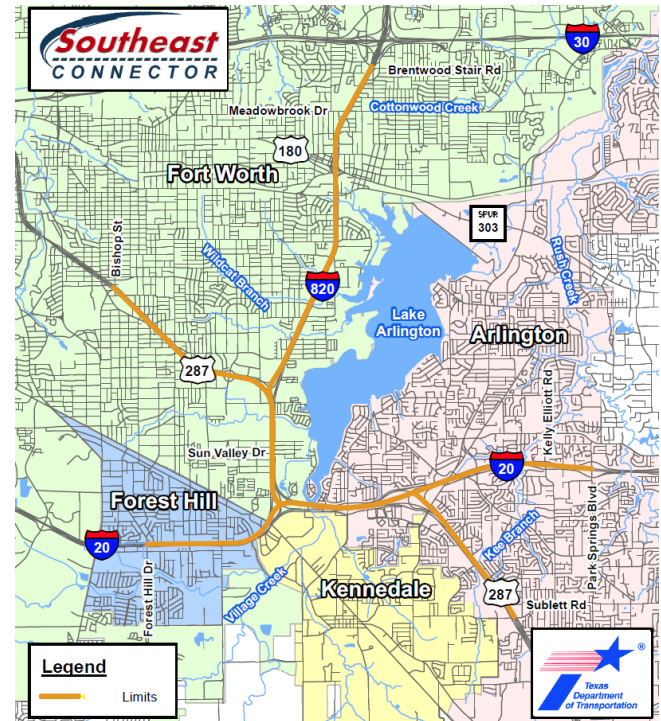 Southeast
CONNECTOR
30
Brentwood Stair Rd
Cottonwood Creek
Meadowbrook Dr
180
Fort Worth
SPUR
303
Bishop St
Wildcat Branch
Rush Creek
820
Lake
Arlington
Arlington
287
Kelly Elliott Rd
Sun Valley Dr
20
Forest Hill
20
Kee Branch
Park Springs Blvd
Forest Hill Dr
Village Creek
Kennedale
287
Sublett Rd
Legend
Limits
®
Texas
Department
of Transportation